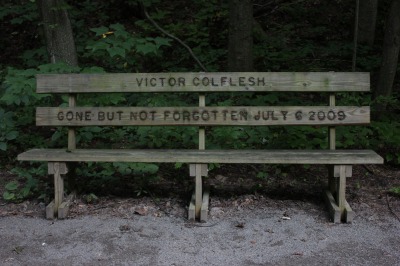 VICTOR COLFLESH
GONE BUT NOT FORGOTTEN JULY 6 2009